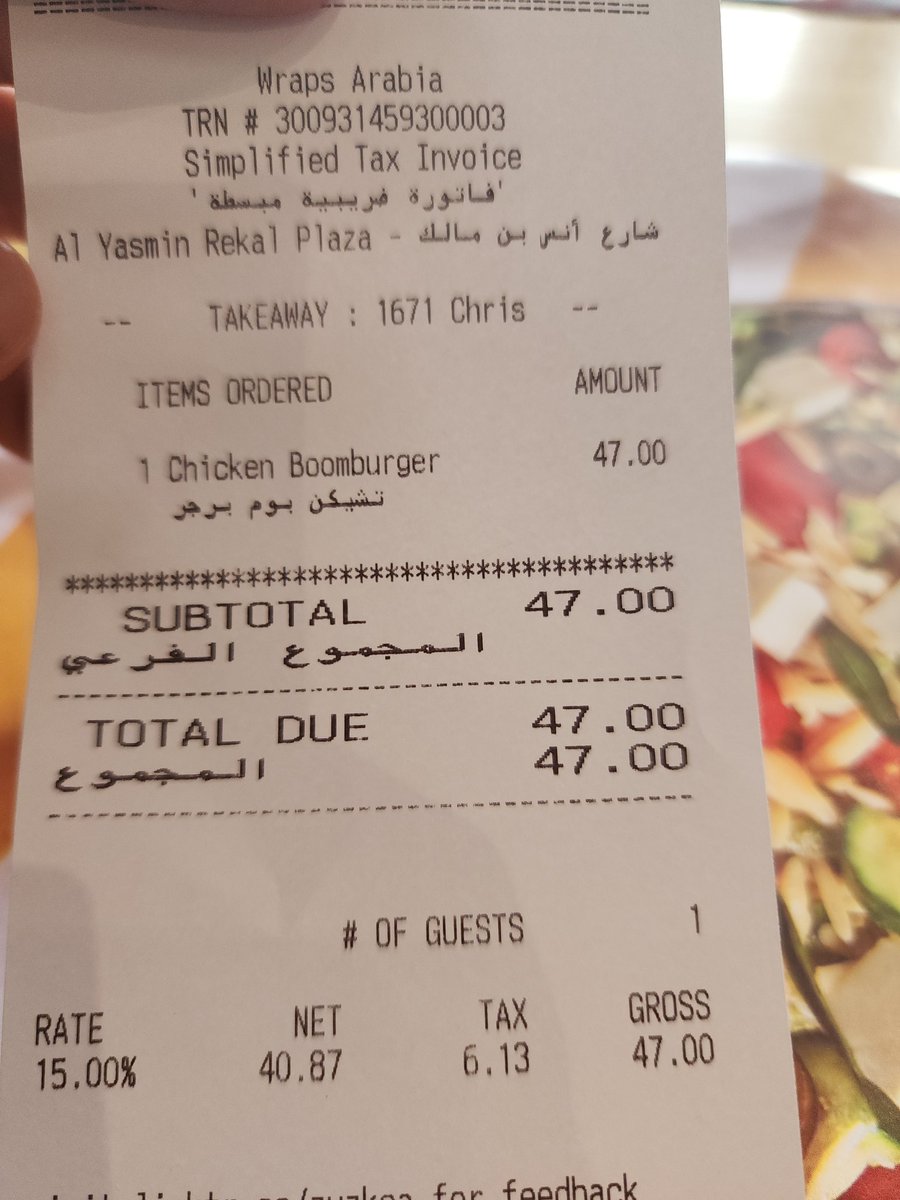 Wraps Arabia
TRN # 300931459300003
Simplified Tax Invoice
'فاتورة ضريبية مبسطة'
Al Yasmin Rekal Plaza - شارع أنس بن مالك
-- TAKEAWAY : 1671 Chris --
ITEMS ORDERED AMOUNT
1 Chicken Boomburger 47.00
تشيكن بوم برجر
******************************************
SUBTOTAL 47.00
المجموع الفرعي
TOTAL DUE 47.00
المجموع 47.00
# OF GUESTS 1
RATE NET TAX GROSS
15.00% 40.87 6.13 47.00
for feedback